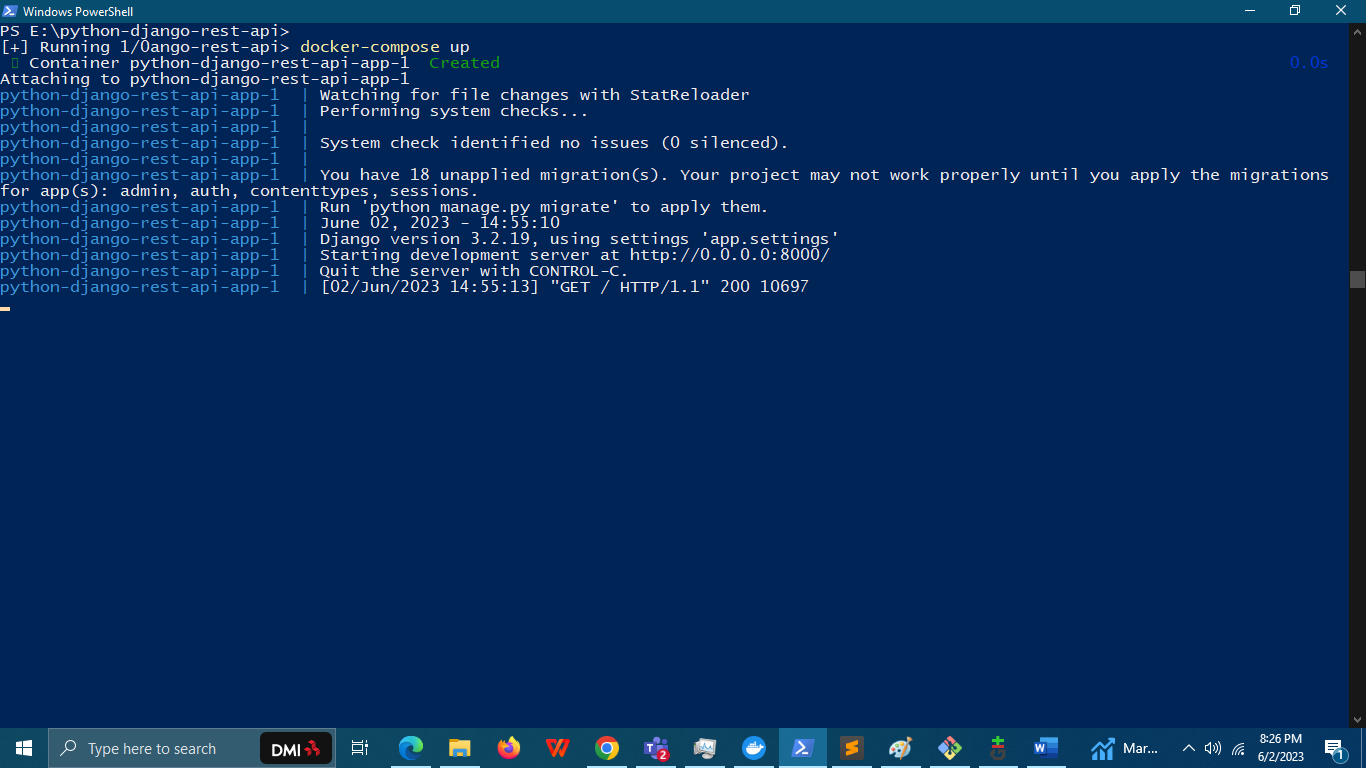 Windows PowerShell
PS E:\python-django-rest-api>
[+] Running 1/0ango-rest-api> docker-compose up
Container python-django-rest-api-app-1  Created 0.0s
Attaching to python-django-rest-api-app-1
python-django-rest-api-app-1  | Watching for file changes with StatReloader
python-django-rest-api-app-1  | Performing system checks...
python-django-rest-api-app-1  |
python-django-rest-api-app-1  | System check identified no issues (0 silenced).
python-django-rest-api-app-1  |
python-django-rest-api-app-1  | You have 18 unapplied migration(s). Your project may not work properly until you apply the migrations
for app(s): admin, auth, contenttypes, sessions.
python-django-rest-api-app-1  | Run 'python manage.py migrate' to apply them.
python-django-rest-api-app-1  | June 02, 2023 - 14:55:10
python-django-rest-api-app-1  | Django version 3.2.19, using settings 'app.settings'
python-django-rest-api-app-1  | Starting development server at http://0.0.0.0:8000/
python-django-rest-api-app-1  | Quit the server with CONTROL-C.
python-django-rest-api-app-1  | [02/Jun/2023 14:55:13] "GET / HTTP/1.1" 200 10697
Type here to search
DMI
2
Mar...
8:26 PM
6/2/2023
1